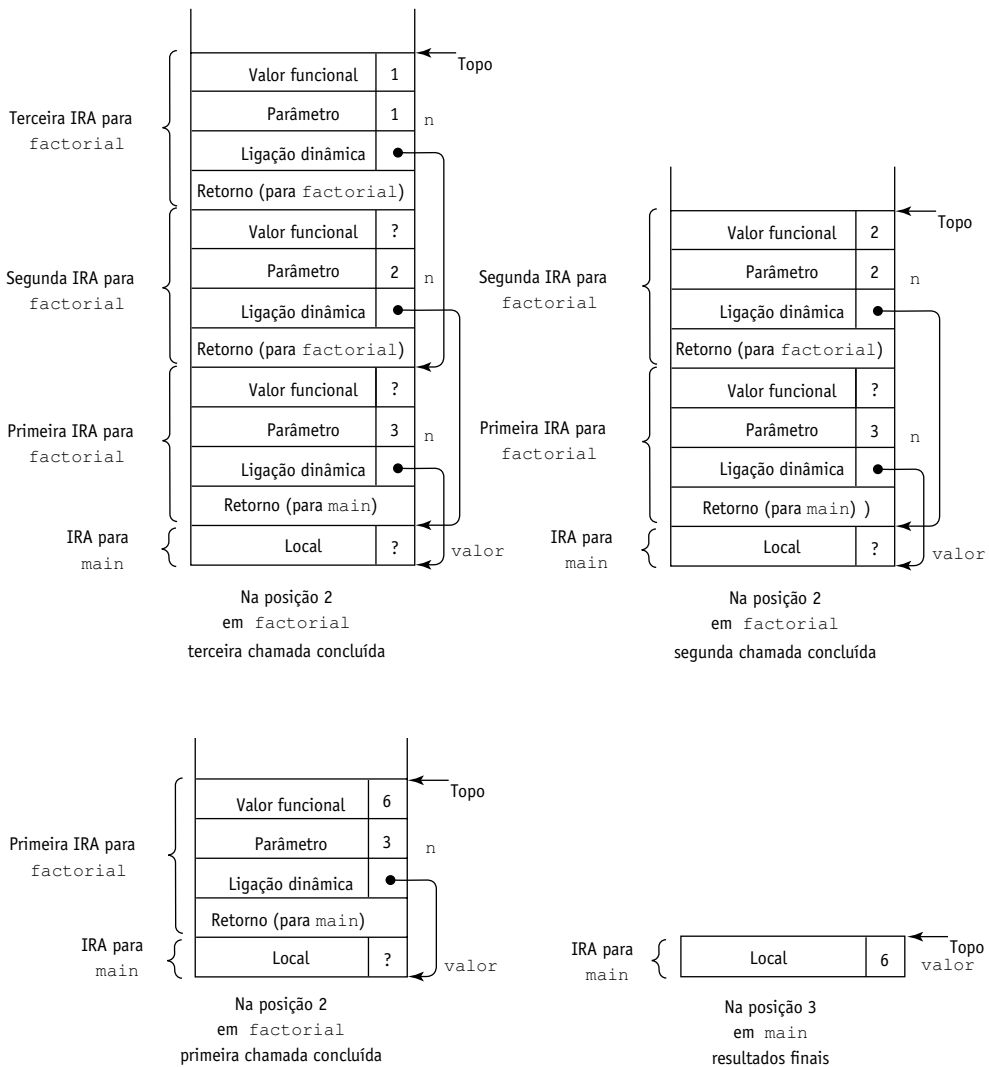 Topo
Valor funcional 1
Terceira IRA para
factorial
Parâmetro 1 n
Ligação dinâmica
Retorno (para factorial)
Valor funcional ?
Segunda IRA para
factorial
Parâmetro 2 n
Ligação dinâmica
Retorno (para factorial)
Valor funcional ?
Primeira IRA para
factorial
Parâmetro 3 n
Ligação dinâmica
Retorno (para main)
IRA para
main
Local ? valor
Na posição 2
em factorial
terceira chamada concluída
Topo
Valor funcional 2
Segunda IRA para
factorial
Parâmetro 2 n
Ligação dinâmica
Retorno (para factorial)
Valor funcional ?
Primeira IRA para
factorial
Parâmetro 3 n
Ligação dinâmica
Retorno (para main) )
IRA para
main
Local ? valor
Na posição 2
em factorial
segunda chamada concluída
Topo
Valor funcional 6
Primeira IRA para
factorial
Parâmetro 3 n
Ligação dinâmica
Retorno (para main)
IRA para
main
Local ? valor
Na posição 2
em factorial
primeira chamada concluída
Topo
IRA para
main
Local 6 valor
Na posição 3
em main
resultados finais